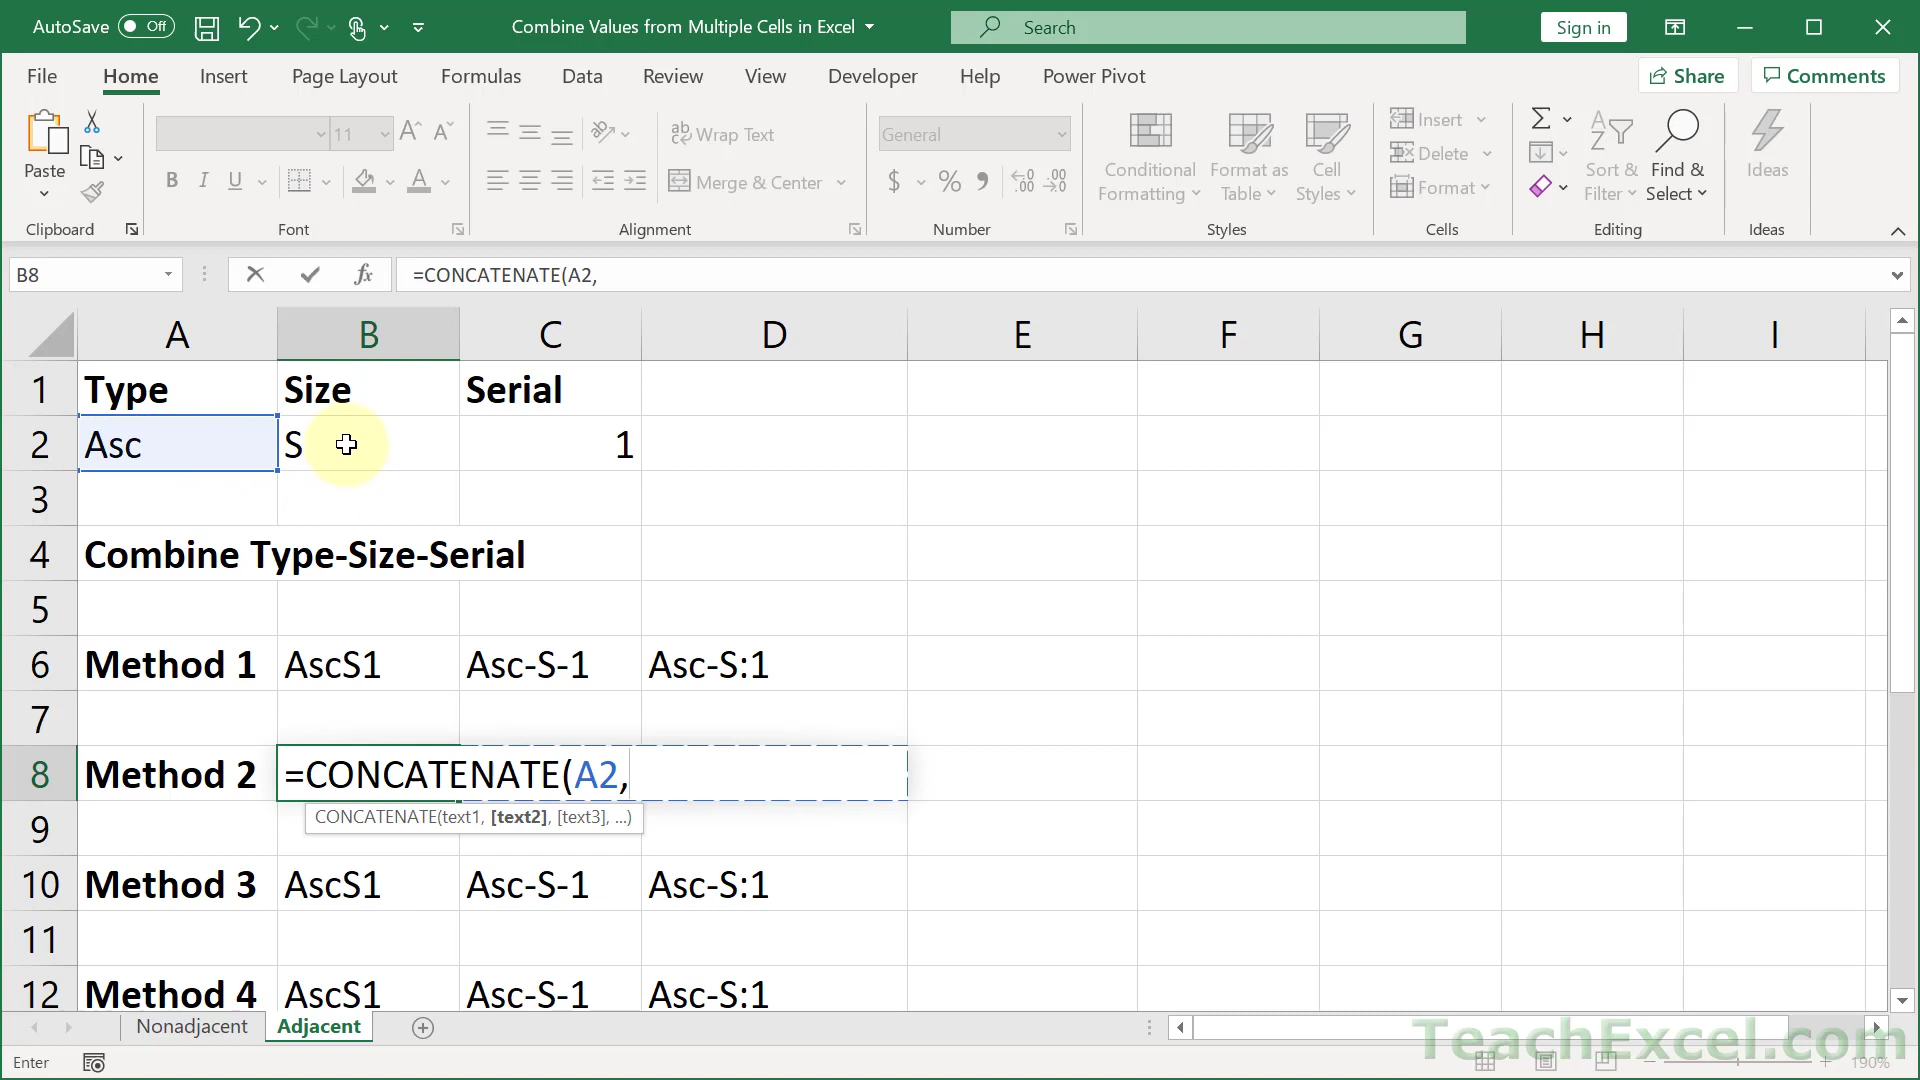 AutoSave Off Combine Values from Multiple Cells in Excel Search Sign in
File Home Insert Page Layout Formulas Data Review View Developer Help Power Pivot Share Comments
Paste
11
Wrap Text
Merge & Center
General
$ % 9
Conditional Formatting
Format as Table
Cell Styles
Insert
Delete
Format
Sort & Filter
Find & Select
Ideas
Clipboard Font Alignment Number Styles Cells Editing Ideas
B8 fx =CONCATENATE(A2,
A B C D E F G H I
1 Type Size Serial
2 Asc S 1
3
4 Combine Type-Size-Serial
5
6 Method 1 AscS1 Asc-S-1 Asc-S:1
7
8 Method 2 =CONCATENATE(A2,
CONCATENATE(text1, [text2], [text3], ...)
9
10 Method 3 AscS1 Asc-S-1 Asc-S:1
11
12 Method 4 AscS1 Asc-S-1 Asc-S:1
Nonadjacent Adjacent
TeachExcel.com
Enter 190%